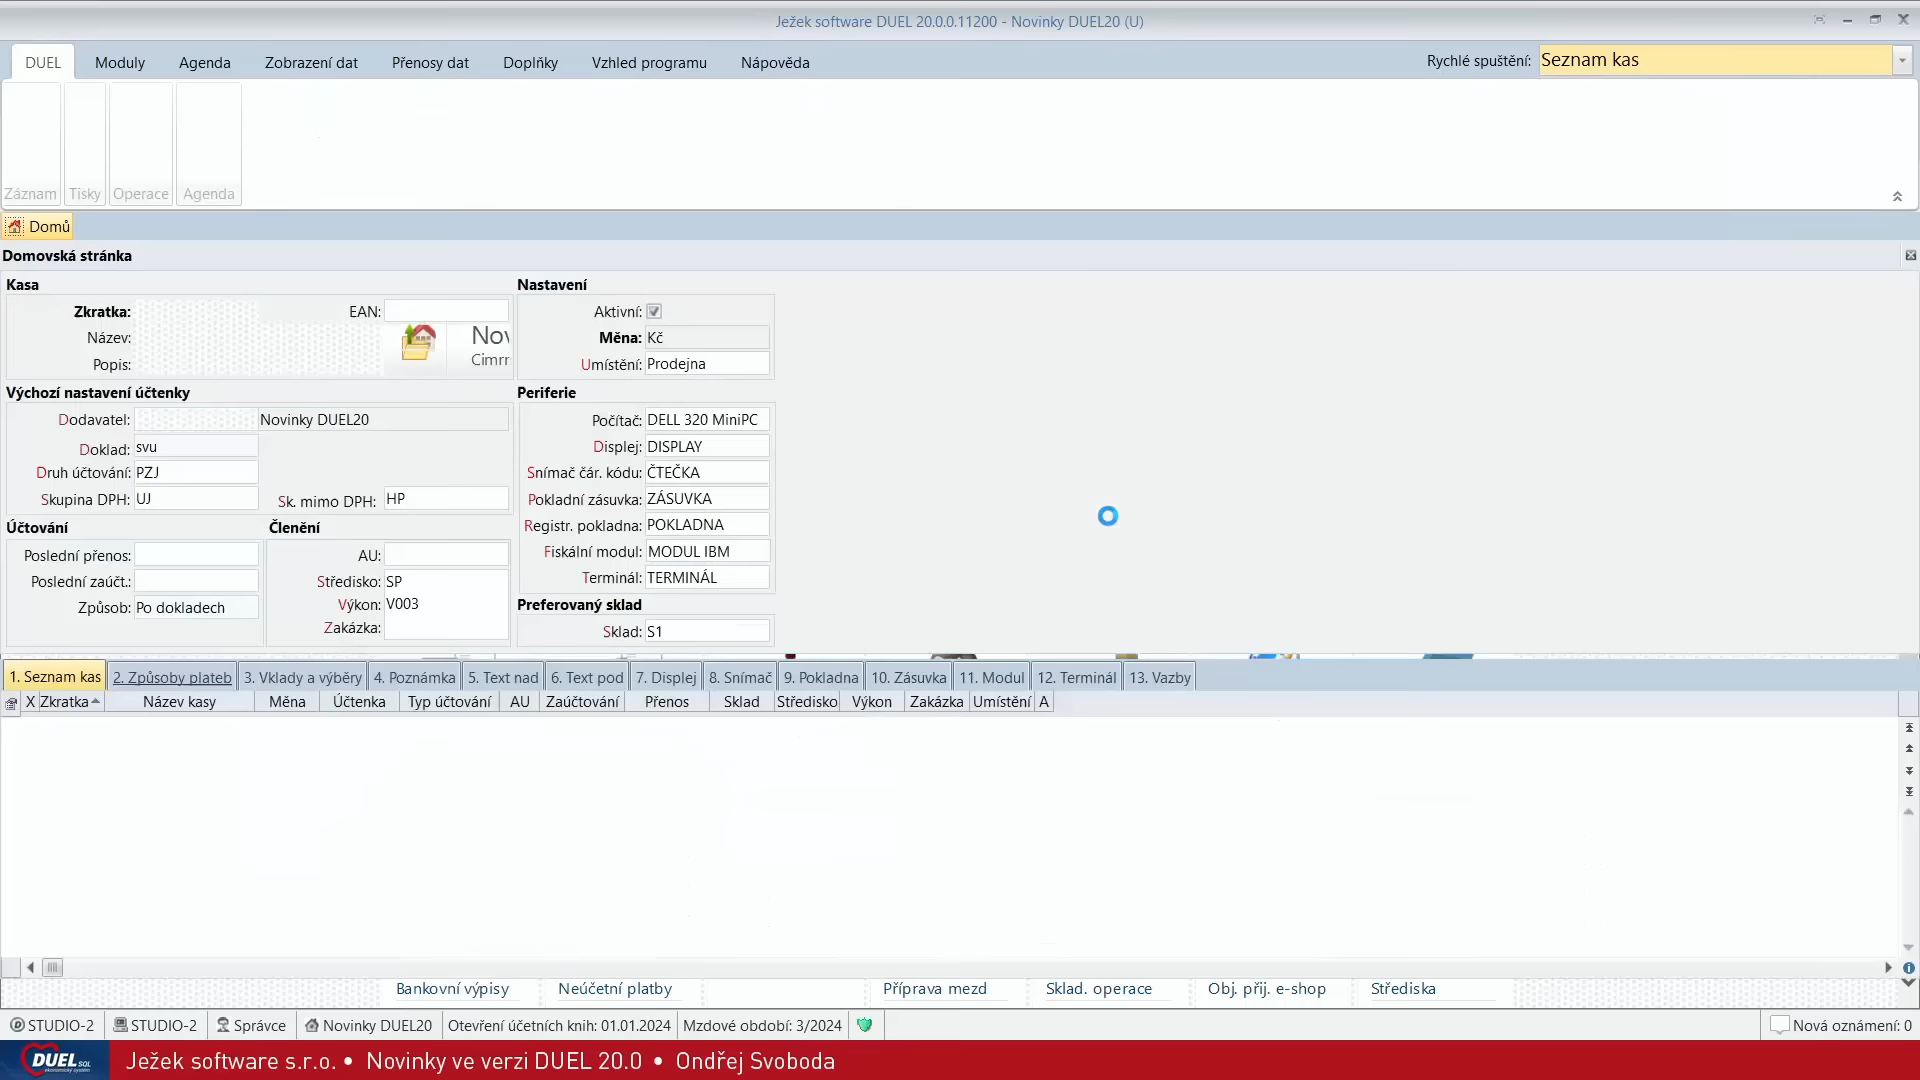 Ježek software DUEL 20.0.0.11200 - Novinky DUEL20 (U)
DUEL Moduly Agenda Zobrazení dat Přenosy dat Doplňky Vzhled programu Nápověda Rychlé spuštění: Seznam kas
Záznam Tisky Operace Agenda
Domů
Domovská stránka
Kasa Nastavení
Zkratka: EAN: Aktivní:
Název: Nov Měna: Kč
Popis: Cimr Umístění: Prodejna
Výchozí nastavení účtenky Periferie
Dodavatel: Novinky DUEL20 Počítač: DELL 320 MiniPC
Doklad: svu Displej: DISPLAY
Druh účtování: PZJ Snímač čár. kódu: ČTEČKA
Skupina DPH: UJ Sk. mimo DPH: HP Pokladní zásuvka: ZÁSUVKA
Účtování Členění Registr. pokladna: POKLADNA
Poslední přenos: AU: Fiskální modul: MODUL IBM
Poslední zaúčt.: Středisko: SP Terminál: TERMINÁL
Způsob: Po dokladech Výkon: V003 Preferovaný sklad
Zakázka: Sklad: S1
1. Seznam kas 2. Způsoby plateb 3. Vklady a výběry 4. Poznámka 5. Text nad 6. Text pod 7. Displej 8. Snímač 9. Pokladna 10. Zásuvka 11. Modul 12. Terminál 13. Vazby
X Zkratka Název kasy Měna Účtenka Typ účtování AU Zaúčtování Přenos Sklad Středisko Výkon Zakázka Umístění A
Bankovní výpisy Neúčetní platby Příprava mezd Sklad. operace Obj. přij. e-shop Střediska
STUDIO-2 STUDIO-2 Správce Novinky DUEL20 Otevření účetních knih: 01.01.2024 Mzdové období: 3/2024 Nová oznámení: 0
DUEL SQL ekonomický systém Ježek software s.r.o. • Novinky ve verzi DUEL 20.0 • Ondřej Svoboda